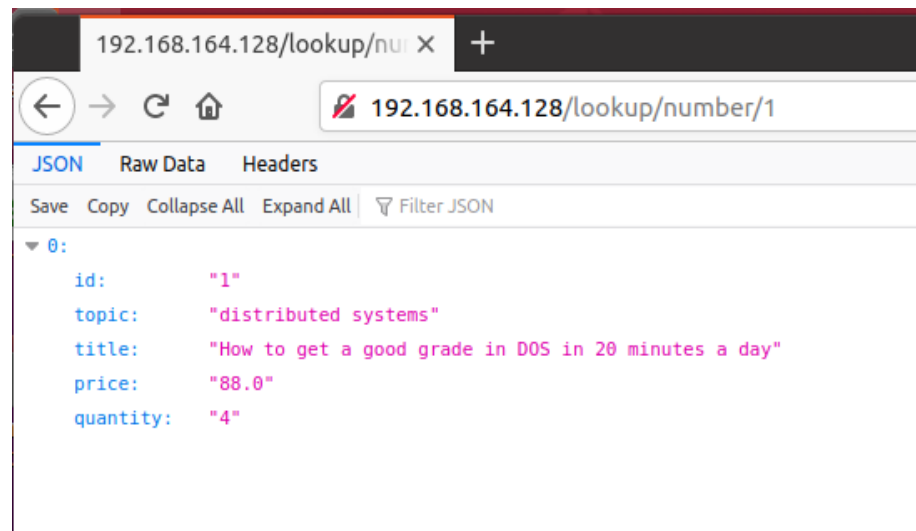 192.168.164.128/lookup/nu
192.168.164.128/lookup/number/1
JSON Raw Data Headers
Save Copy Collapse All Expand All Filter JSON
0:
id: "1"
topic: "distributed systems"
title: "How to get a good grade in DOS in 20 minutes a day"
price: "88.0"
quantity: "4"